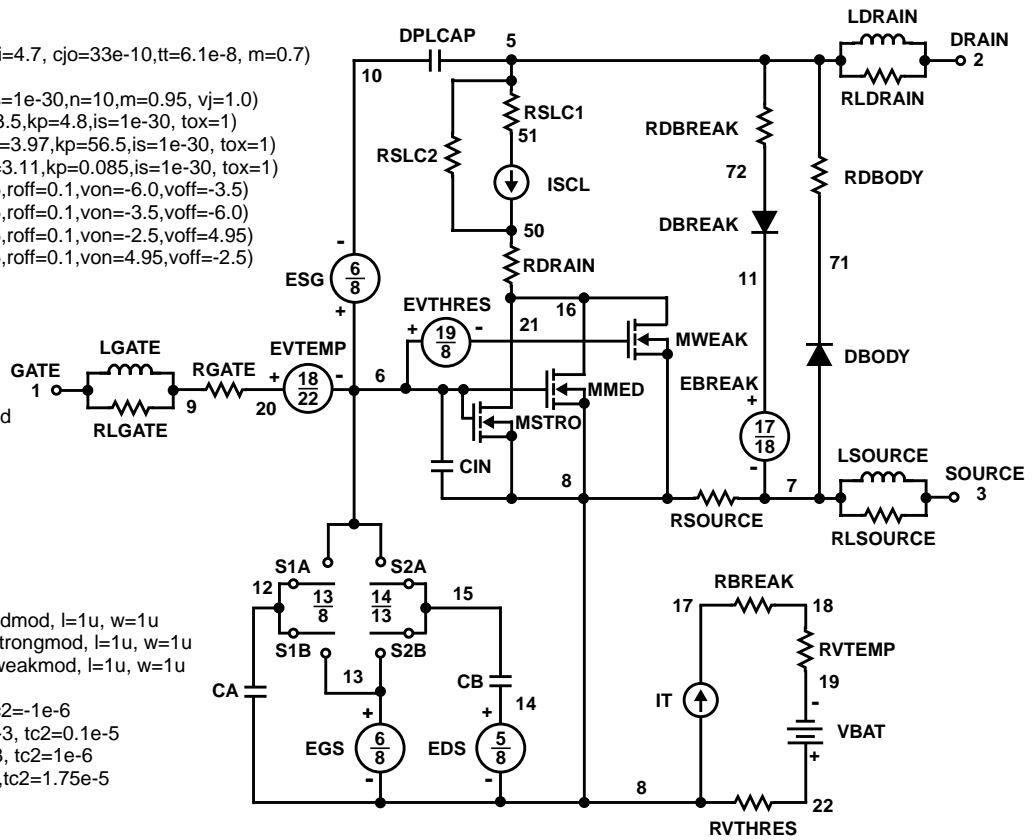 LDRAIN
DPLCAP
5
DRAIN
2
i=4.7, cjo=33e-10,tt=6.1e-8, m=0.7)
10
RLDRAIN
=1e-30,n=10,m=0.95, vj=1.0)
3.5,kp=4.8,is=1e-30, tox=1)
=3.97,kp=56.5,is=1e-30, tox=1)
=3.11,kp=0.085,is=1e-30, tox=1)
,roff=0.1,von=-6.0,voff=-3.5)
,roff=0.1,von=-3.5,voff=-6.0)
,roff=0.1,von=-2.5,voff=4.95)
,roff=0.1,von=4.95,voff=-2.5)
RSLC1
51
RSLC2
ISCL
RDBREAK
72
RDBODY
DBREAK
50
71
11
RDRAIN
-
ESG
6
8
+
EVTHRES
16
21
+
19
8
-
MWEAK
LGATE
EVTEMP
GATE
1
RGATE
+
18
22
-
6
MMED
DBODY
EBREAK
9
20
RLGATE
d
MSTRO
+
17
18
-
CIN
LSOURCE
SOURCE
3
8
7
RSOURCE
RLSOURCE
S1A
S2A
12
13
8
14
13
15
RBREAK
17
18
dmod, l=1u, w=1u
trongmod, l=1u, w=1u
weakmod, l=1u, w=1u
S1B
S2B
RVTEMP
13
CB
19
CA
14
IT
-
VBAT
+
c2=-1e-6
-3, tc2=0.1e-5
3, tc2=1e-6
,tc2=1.75e-5
+
EGS
6
8
-
+
EDS
5
8
-
8
22
RVTHRES